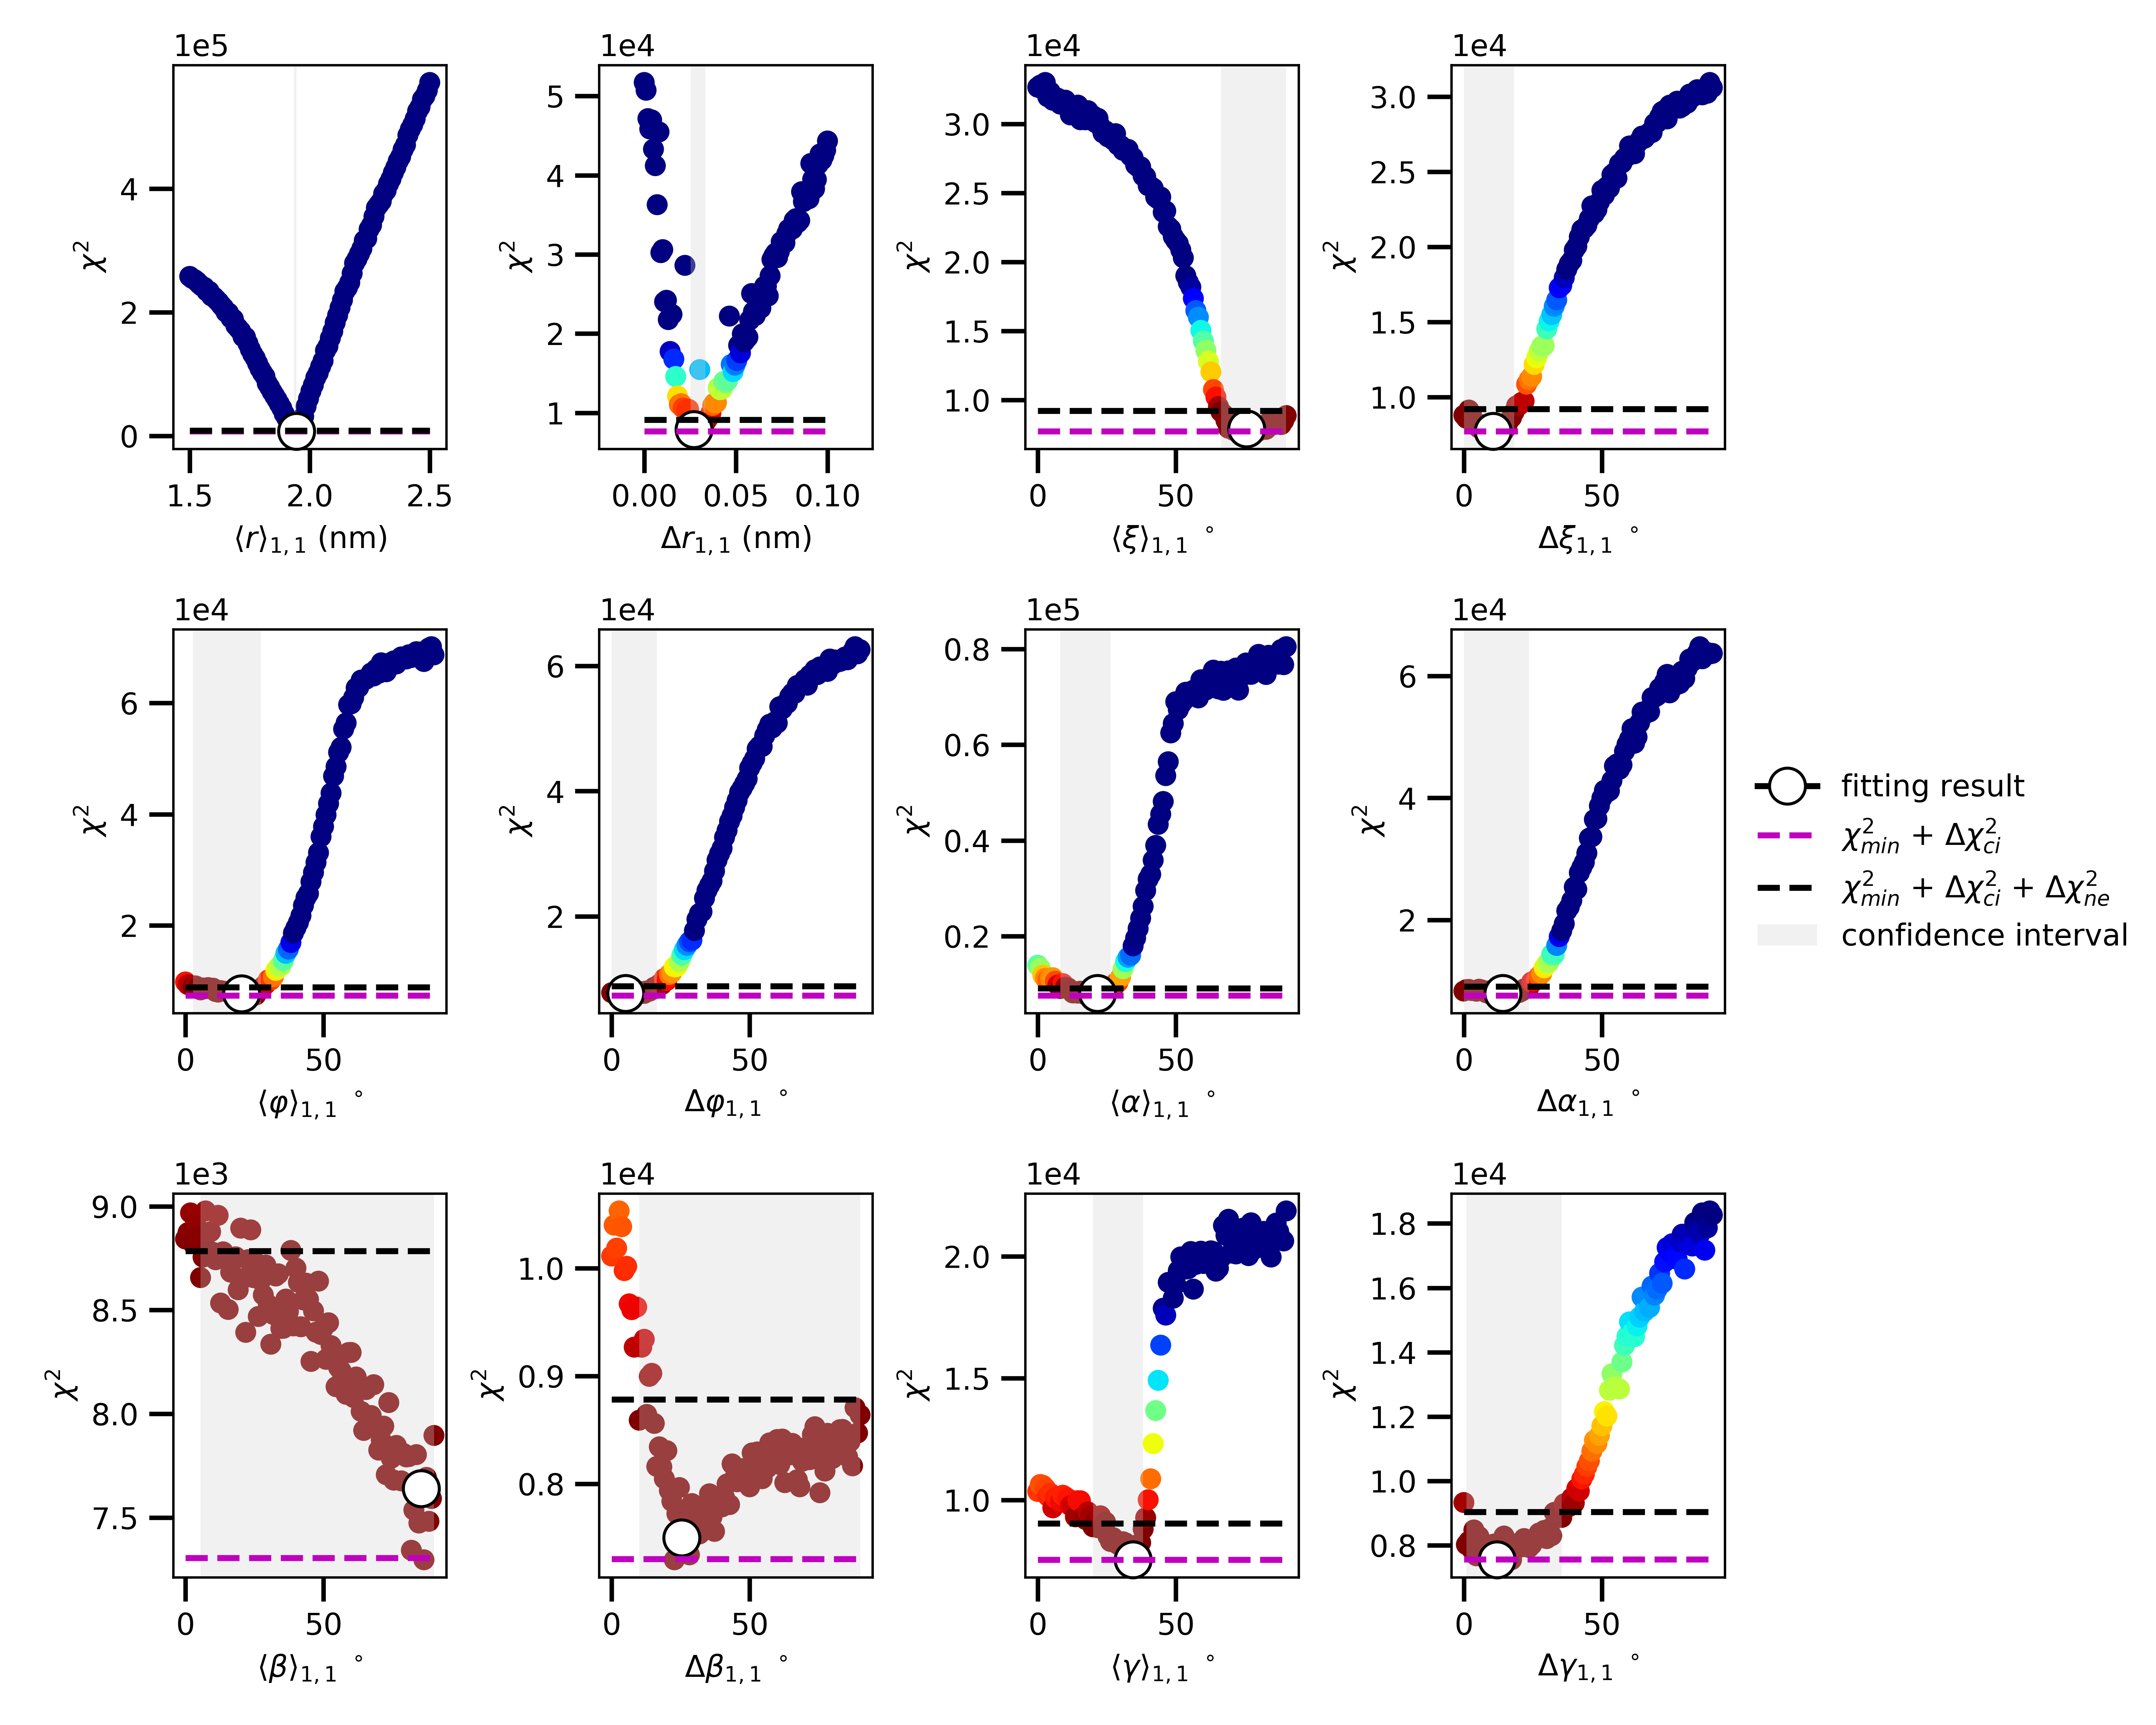 1e5
χ²
4
2
0
1.5 2.0 2.5
⟨r⟩₁,₁ (nm)
1e4
χ²
5
4
3
2
1
0.00 0.05 0.10
Δr₁,₁ (nm)
1e4
χ²
3.0
2.5
2.0
1.5
1.0
0 50
⟨ξ⟩₁,₁ °
1e4
χ²
3.0
2.5
2.0
1.5
1.0
0 50
Δξ₁,₁ °
1e4
χ²
6
4
2
0 50
⟨φ⟩₁,₁ °
1e4
χ²
6
4
2
0 50
Δφ₁,₁ °
1e5
χ²
0.8
0.6
0.4
0.2
0 50
⟨α⟩₁,₁ °
1e4
χ²
6
4
2
0 50
Δα₁,₁ °
fitting result
χ²min + Δχ²ci
χ²min + Δχ²ci + Δχ²ne
confidence interval
1e3
χ²
9.0
8.5
8.0
7.5
0 50
⟨β⟩₁,₁ °
1e4
χ²
1.0
0.9
0.8
0 50
Δβ₁,₁ °
1e4
χ²
2.0
1.5
1.0
0 50
⟨γ⟩₁,₁ °
1e4
χ²
1.8
1.6
1.4
1.2
1.0
0.8
0 50
Δγ₁,₁ °